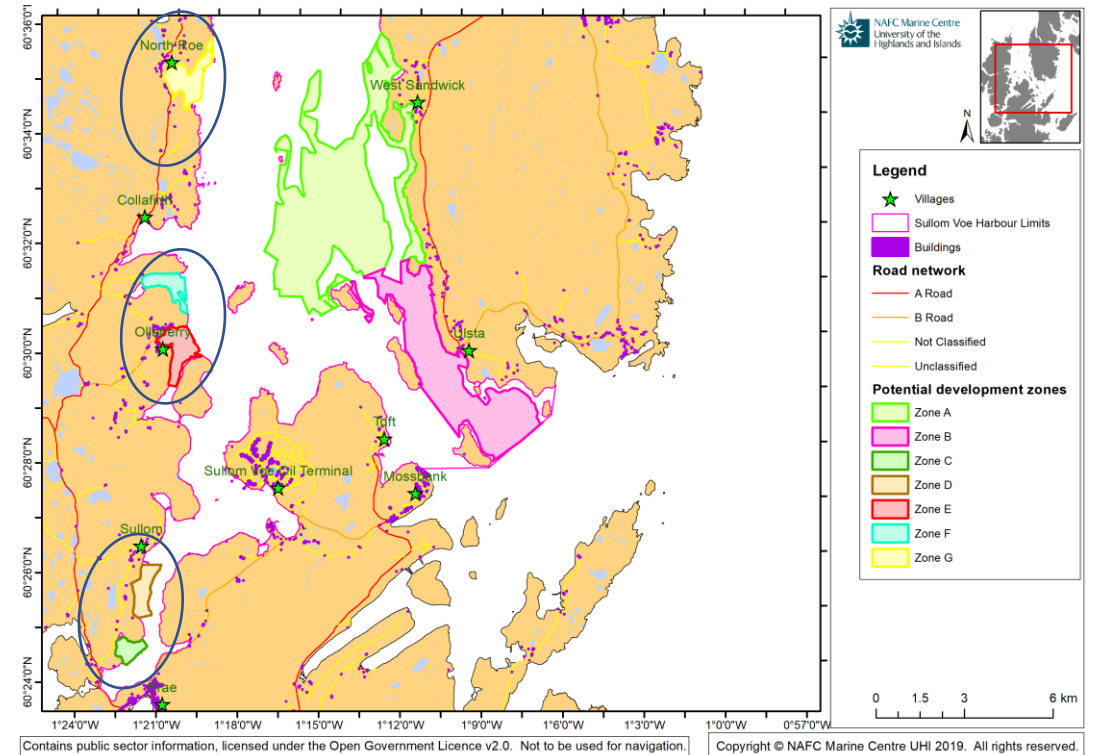 60°36'0"N
60°34'0"N
60°32'0"N
60°30'0"N
60°28'0"N
60°26'0"N
60°24'0"N
North Roe
West Sandwick
Collafirth
Ollaberry
Ulsta
Toft
Sullom Voe Oil Terminal
Mossbank
Sullom
Brae
1°24'0"W 1°21'0"W 1°18'0"W 1°15'0"W 1°12'0"W 1°9'0"W 1°6'0"W 1°3'0"W 1°0'0"W 0°57'0"W
Contains public sector information, licensed under the Open Government Licence v2.0. Not to be used for navigation.
NAFC Marine Centre
University of the
Highlands and Islands
N
Legend
Villages
Sullom Voe Harbour Limits
Buildings
Road network
A Road
B Road
Not Classified
Unclassified
Potential development zones
Zone A
Zone B
Zone C
Zone D
Zone E
Zone F
Zone G
0 1.5 3 6 km
Copyright © NAFC Marine Centre UHI 2019. All rights reserved.